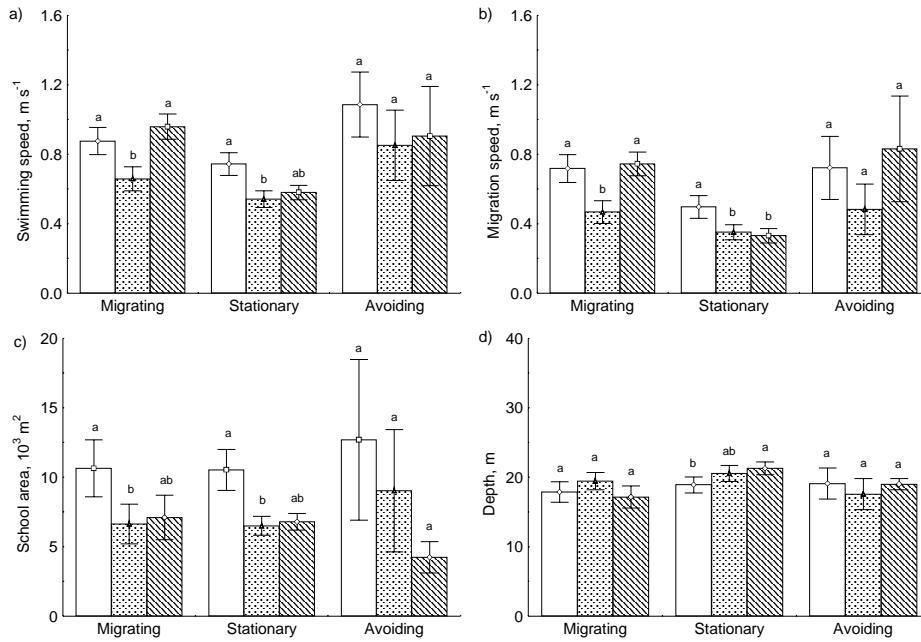 a)
Swimming speed, m s⁻¹
1.6
1.2
0.8
0.4
0.0
a
b
a
a
b
ab
a
a
a
Migrating Stationary Avoiding
b)
Migration speed, m s⁻¹
1.6
1.2
0.8
0.4
0.0
a
b
a
a
b
b
a
a
a
Migrating Stationary Avoiding
c)
School area, 10³ m²
20
15
10
5
0
a
b
ab
a
b
ab
a
a
a
Migrating Stationary Avoiding
d)
Depth, m
40
30
20
10
0
a
a
a
b
ab
a
a
a
a
Migrating Stationary Avoiding